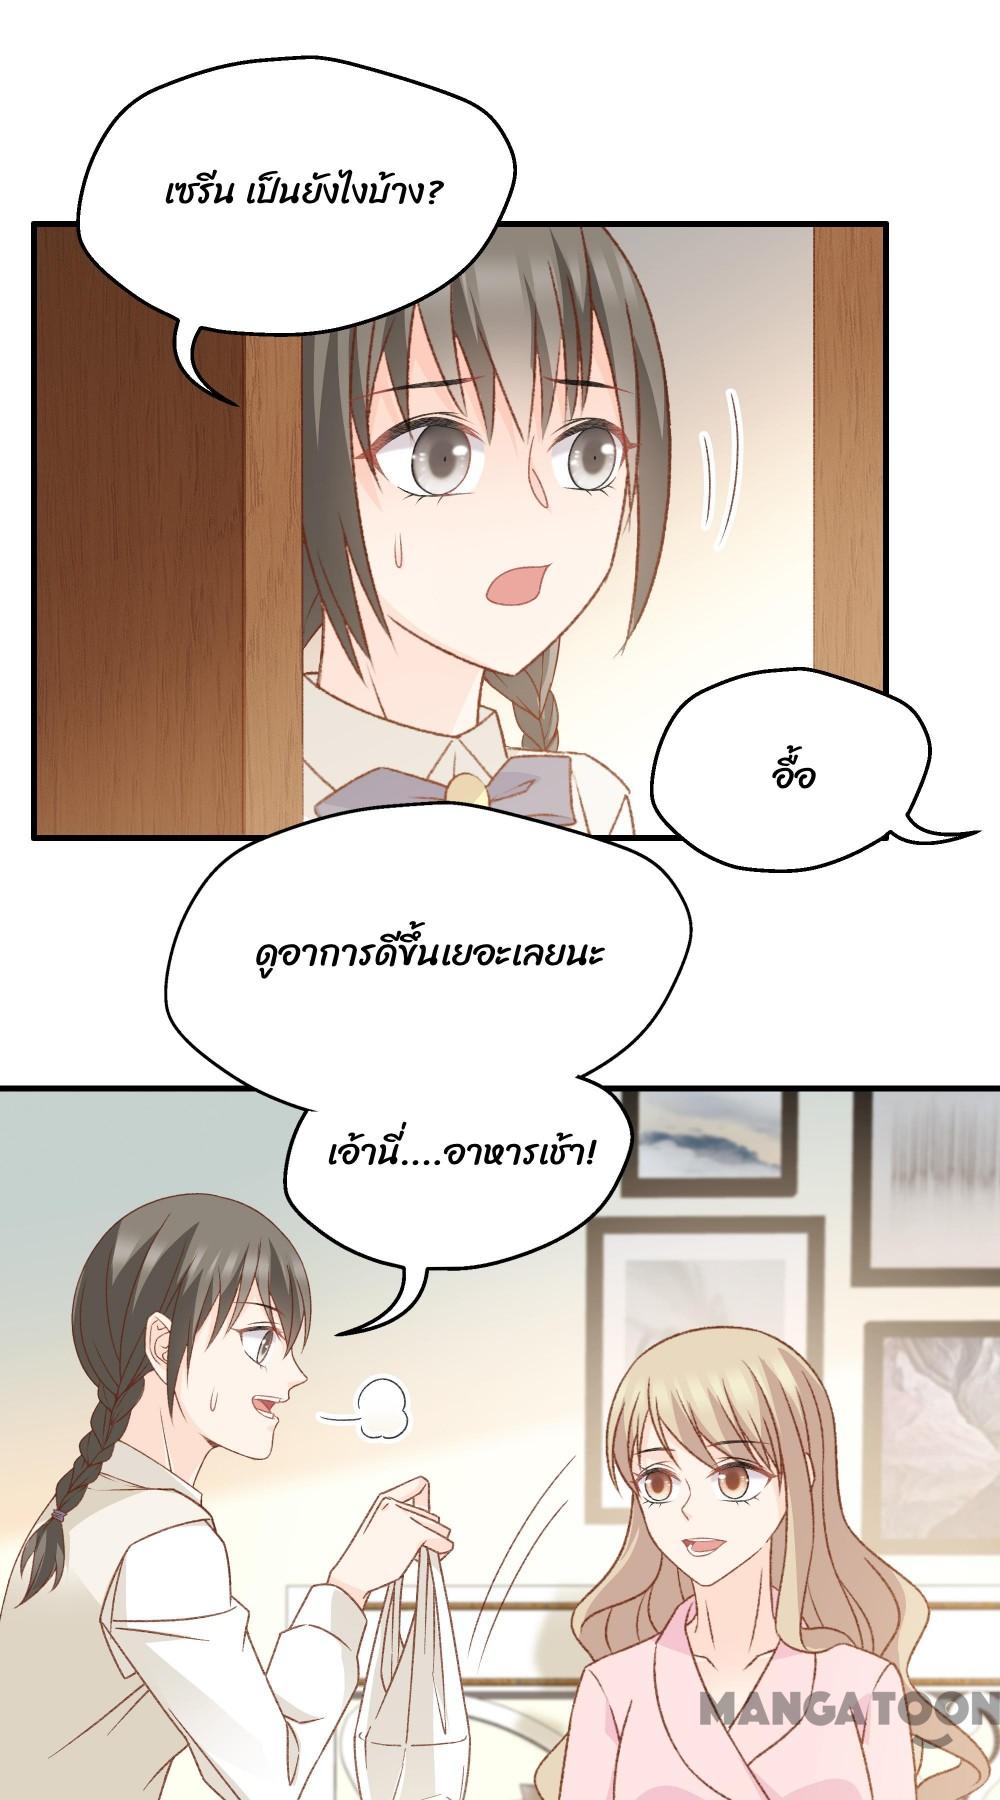 เซรีน เป็นยังไงบ้าง?
อื้อ
ดูอาการดีขึ้นเยอะเลยนะ
เอ้านี่....อาหารเช้า!
MANGATOON